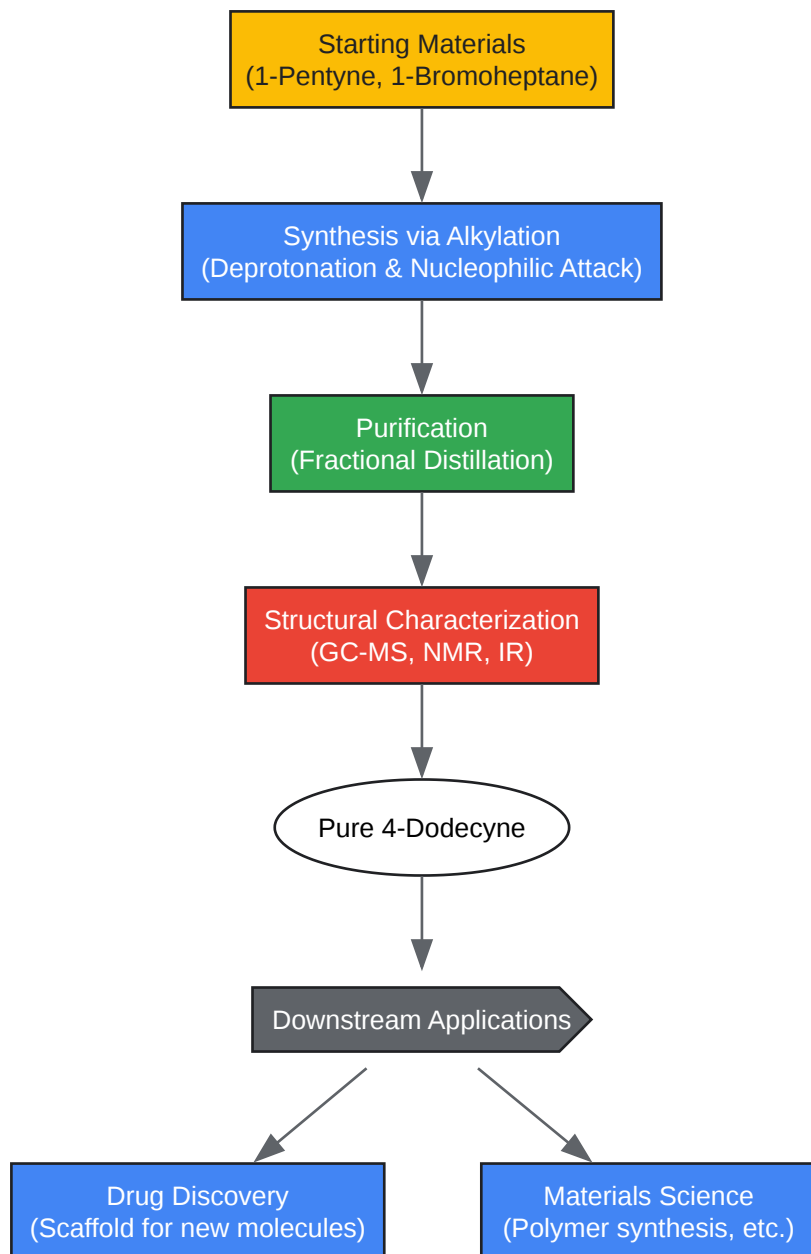 Starting Materials
(1-Pentyne, 1-Bromoheptane)
Synthesis via Alkylation
(Deprotonation & Nucleophilic Attack)
Purification
(Fractional Distillation)
Structural Characterization
(GC-MS, NMR, IR)
Pure 4-Dodecyne
Downstream Applications
Drug Discovery
(Scaffold for new molecules)
Materials Science
(Polymer synthesis, etc.)